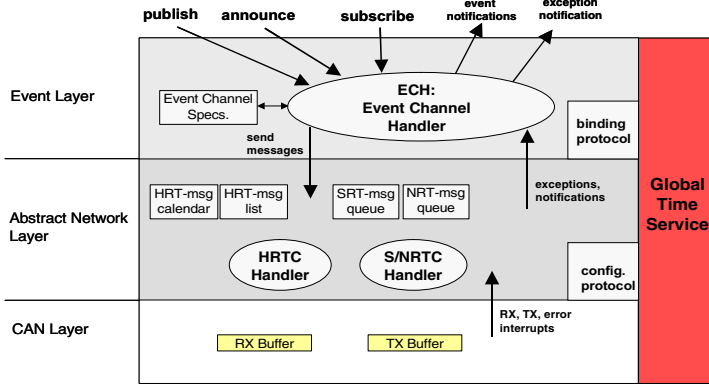 event
notifications
exception
notification
publish
announce
subscribe
Event Layer
Event Channel
Specs.
ECH:
Event Channel
Handler
binding
protocol
send
messages
exceptions,
notifications
Global
Time
Service
Abstract Network
Layer
HRT-msg
calendar
HRT-msg
list
SRT-msg
queue
NRT-msg
queue
HRTC
Handler
S/NRTC
Handler
config.
protocol
CAN Layer
RX, TX, error
interrupts
RX Buffer
TX Buffer